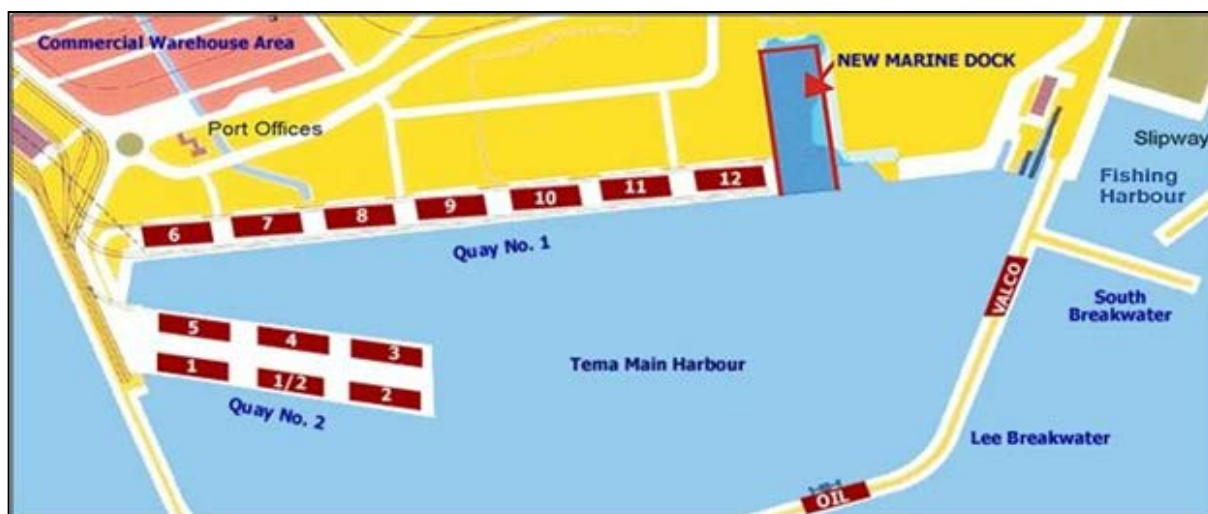 Commercial Warehouse Area
NEW MARINE DOCK
Port Offices
Slipway
Fishing
Harbour
12
11
10
9
8
7
6
Quay No. 1
VALCO
South
Breakwater
5
4
3
1
1/2
2
Tema Main Harbour
Quay No. 2
Lee Breakwater
OIL